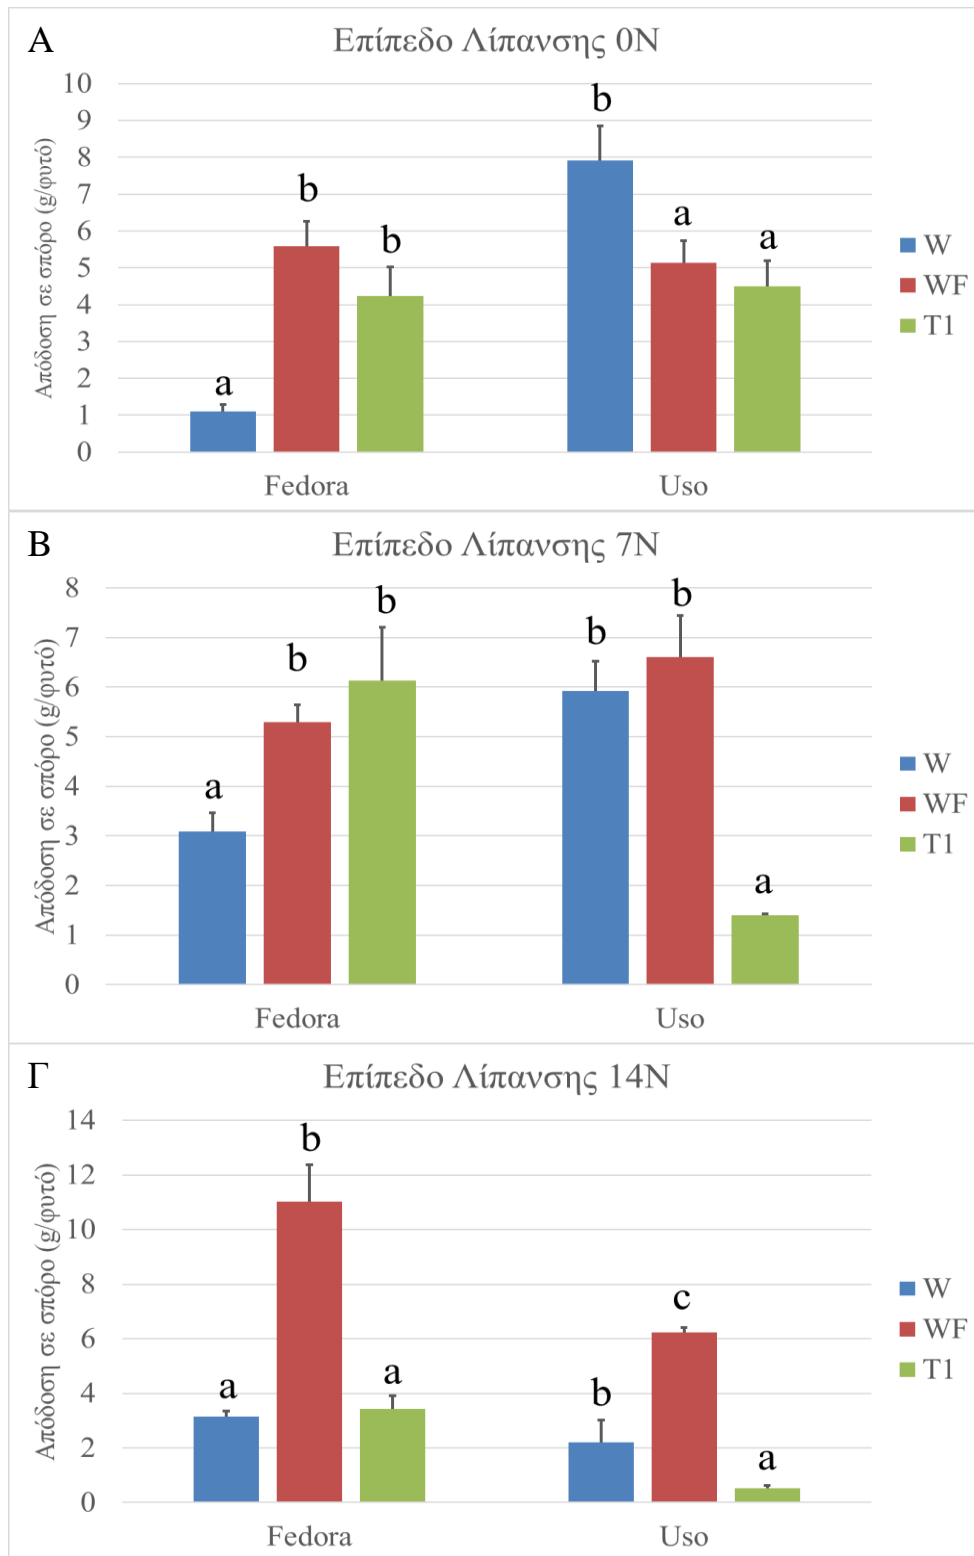 A
Επίπεδο Λίπανσης 0N
Απόδοση σε σπόρο (g/φυτό)
10
9
8
7
6
5
4
3
2
1
0
a
b
b
b
a
a
Fedora
Uso
W
WF
T1
B
Επίπεδο Λίπανσης 7N
Απόδοση σε σπόρο (g/φυτό)
8
7
6
5
4
3
2
1
0
a
b
b
b
b
a
Fedora
Uso
W
WF
T1
Γ
Επίπεδο Λίπανσης 14N
Απόδοση σε σπόρο (g/φυτό)
14
12
10
8
6
4
2
0
a
b
a
b
c
a
Fedora
Uso
W
WF
T1